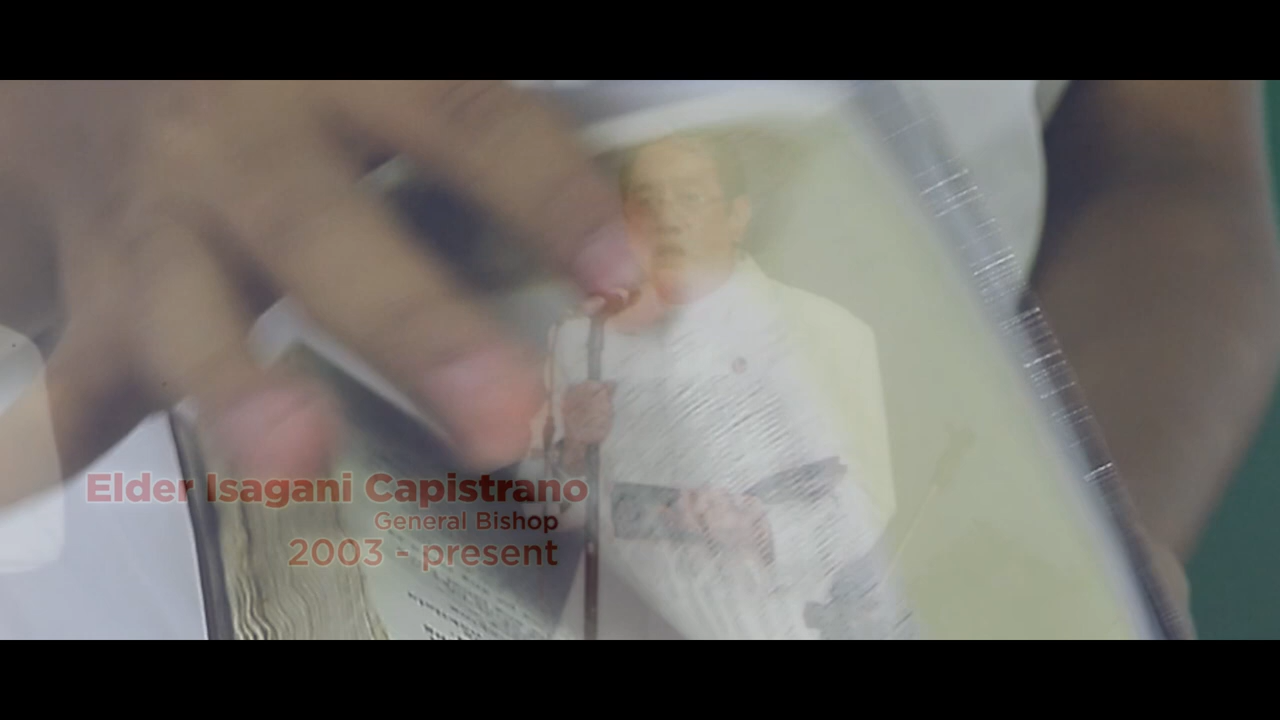 Elder Isagani Capistrano
General Bishop
2003 - present